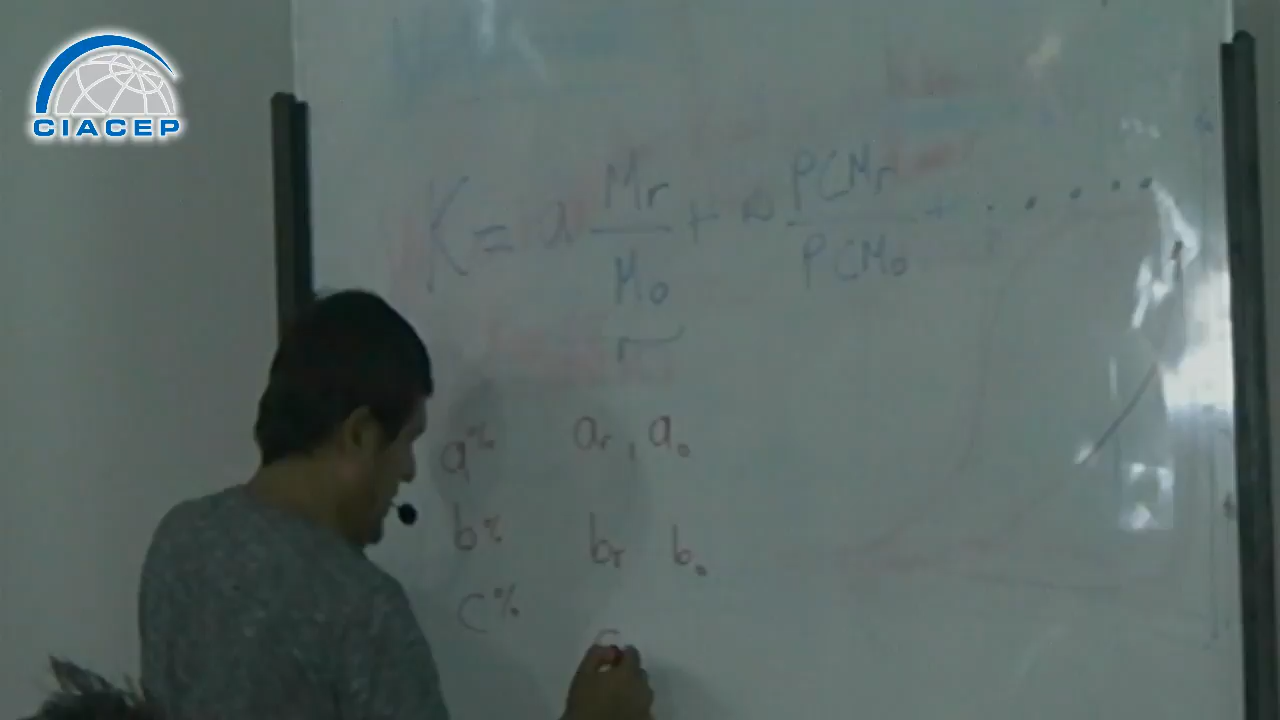 CIACEP
K = a Mr/Mo + PCMr/PCMo + .....
a% ar, ao
b% br bo
c%